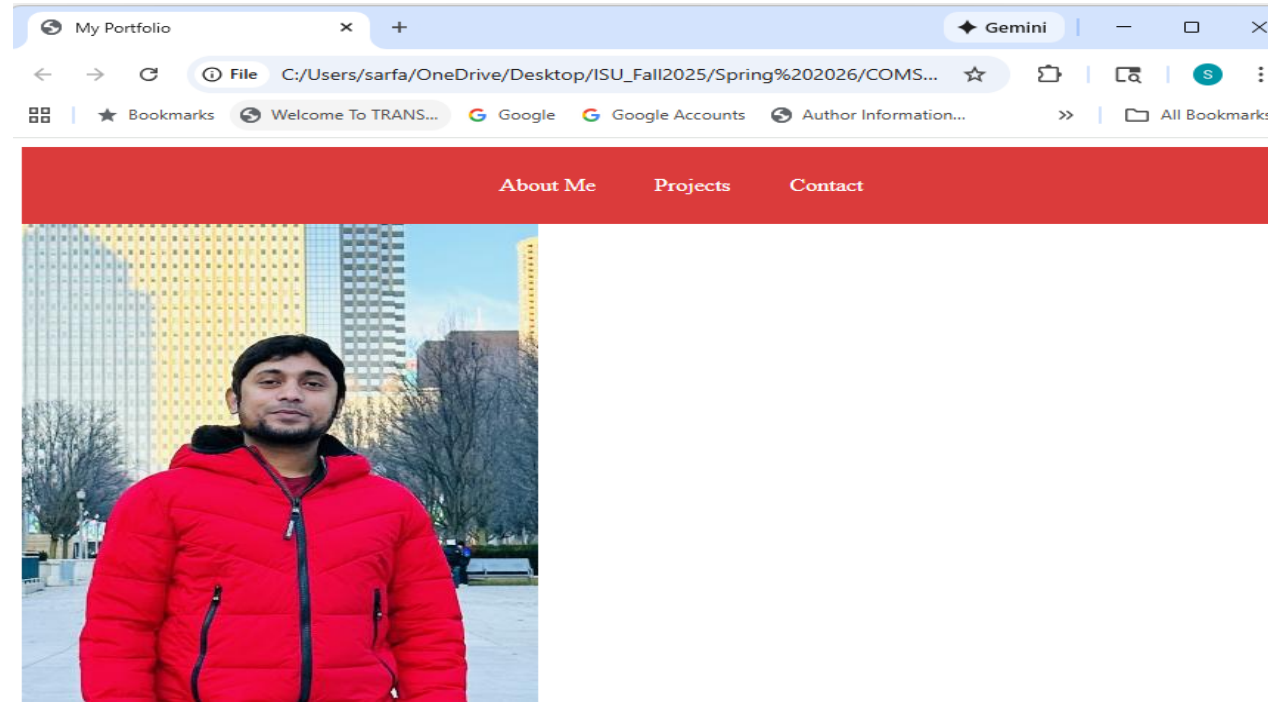 My Portfolio
Gemini
File C:/Users/sarfa/OneDrive/Desktop/ISU_Fall2025/Spring%202026/COMS...
S
Bookmarks Welcome To TRANS... Google Google Accounts Author Information... » All Bookmarks
About Me Projects Contact